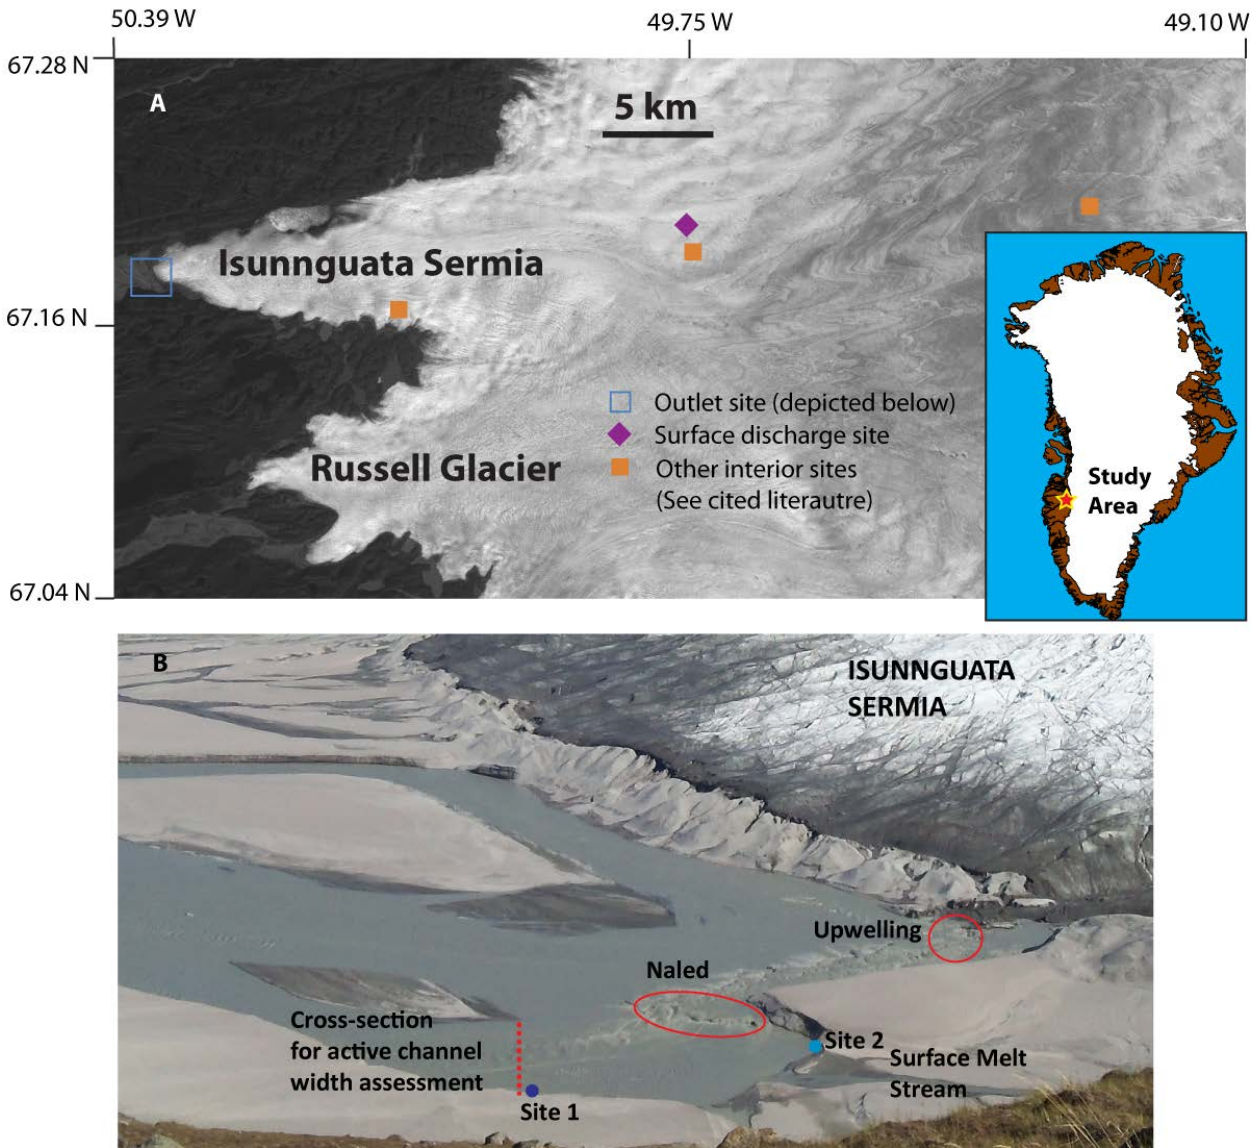 50.39 W
49.75 W
49.10 W
67.28 N
A
5 km
Isunnguata Sermia
67.16 N
Outlet site (depicted below)
Surface discharge site
Russell Glacier
Other interior sites
(See cited literautre)
Study
Area
67.04 N
B
ISUNNGUATA
SERMIA
Upwelling
Naled
Cross-section
for active channel
width assessment
Site 2
Surface Melt
Stream
Site 1